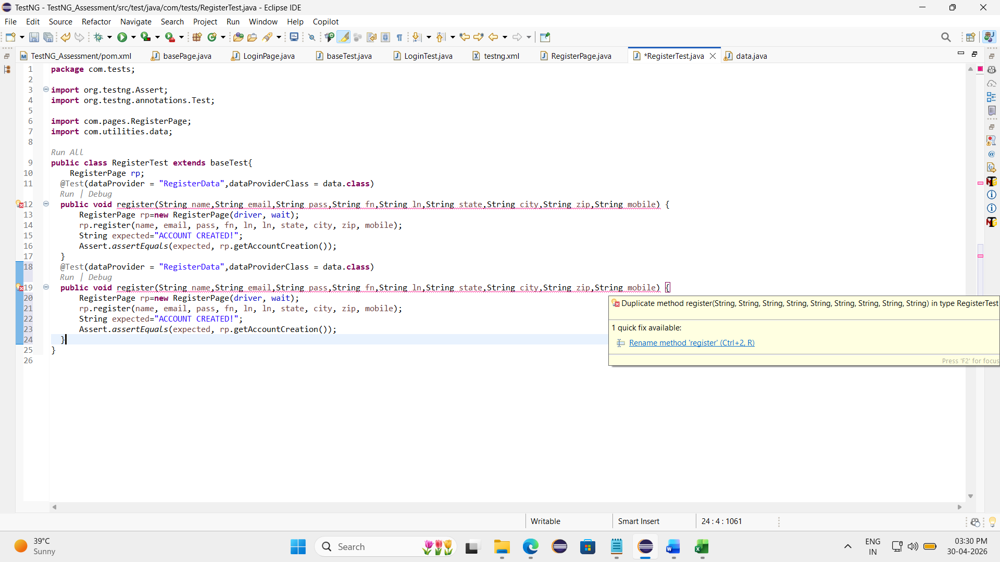 TestNG - TestNG_Assessment/src/test/java/com/tests/RegisterTest.java - Eclipse IDE
File Edit Source Refactor Navigate Search Project Run Window Help Copilot
TestNG_Assessment/pom.xml basePage.java LoginPage.java baseTest.java LoginTest.java testng.xml RegisterPage.java *RegisterTest.java data.java
1 package com.tests;
2
3 import org.testng.Assert;
4 import org.testng.annotations.Test;
5
6 import com.pages.RegisterPage;
7 import com.utilities.data;
8
Run All
9 public class RegisterTest extends baseTest{
10 RegisterPage rp;
11 @Test(dataProvider = "RegisterData",dataProviderClass = data.class)
Run | Debug
12 public void register(String name,String email,String pass,String fn,String ln,String state,String city,String zip,String mobile) {
13 RegisterPage rp=new RegisterPage(driver, wait);
14 rp.register(name, email, pass, fn, ln, ln, state, city, zip, mobile);
15 String expected="ACCOUNT CREATED!";
16 Assert.assertEquals(expected, rp.getAccountCreation());
17 }
18 @Test(dataProvider = "RegisterData",dataProviderClass = data.class)
Run | Debug
19 public void register(String name,String email,String pass,String fn,String ln,String state,String city,String zip,String mobile) {
20 RegisterPage rp=new RegisterPage(driver, wait);
21 rp.register(name, email, pass, fn, ln, ln, state, city, zip, mobile);
22 String expected="ACCOUNT CREATED!";
23 Assert.assertEquals(expected, rp.getAccountCreation());
24 }
25 }
26
Duplicate method register(String, String, String, String, String, String, String, String, String) in type RegisterTest
1 quick fix available:
Rename method 'register' (Ctrl+2, R)
Press 'F2' for focus
Writable Smart Insert 24 : 4 : 1061
39°C
Sunny
Search
ENG
IN
03:30 PM
30-04-2026